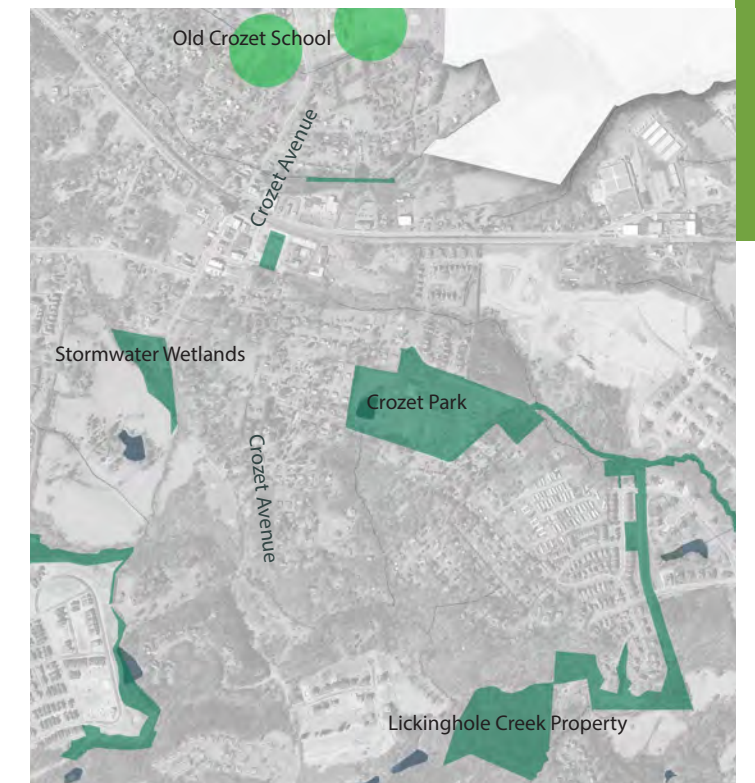 Old Crozet School
Crozet Avenue
Stormwater Wetlands
Crozet Park
Crozet Avenue
Lickinghole Creek Property